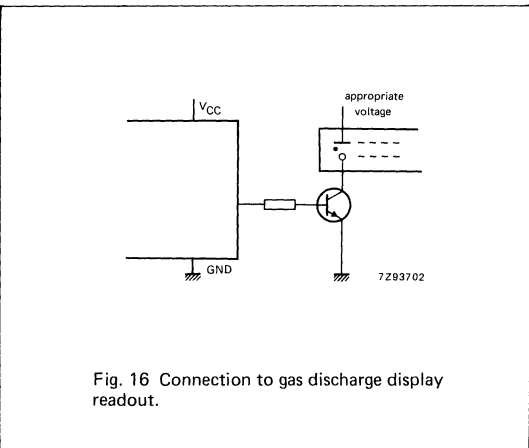 appropriate
voltage
VCC
GND
7Z93702
Fig. 16 Connection to gas discharge display
readout.